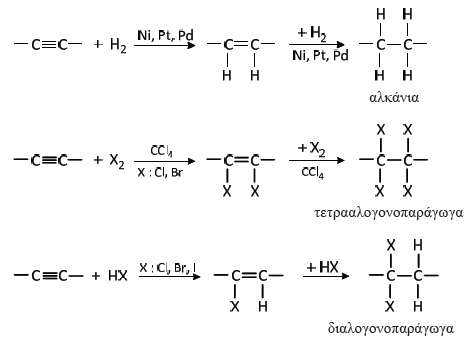 H H
—C≡C— + H₂ Ni, Pt, Pd —C=C— + H₂ Ni, Pt, Pd —C—C—
H H H H
αλκάνια
X X
—C≡C— + X₂ CCl₄ X : Cl, Br —C=C— + X₂ CCl₄ —C—C—
X X X X
τετρααλογονοπαράγωγα
X H
—C≡C— + HX X : Cl, Br, I —C=C— + HX —C—C—
X H X H
διαλογονοπαράγωγα